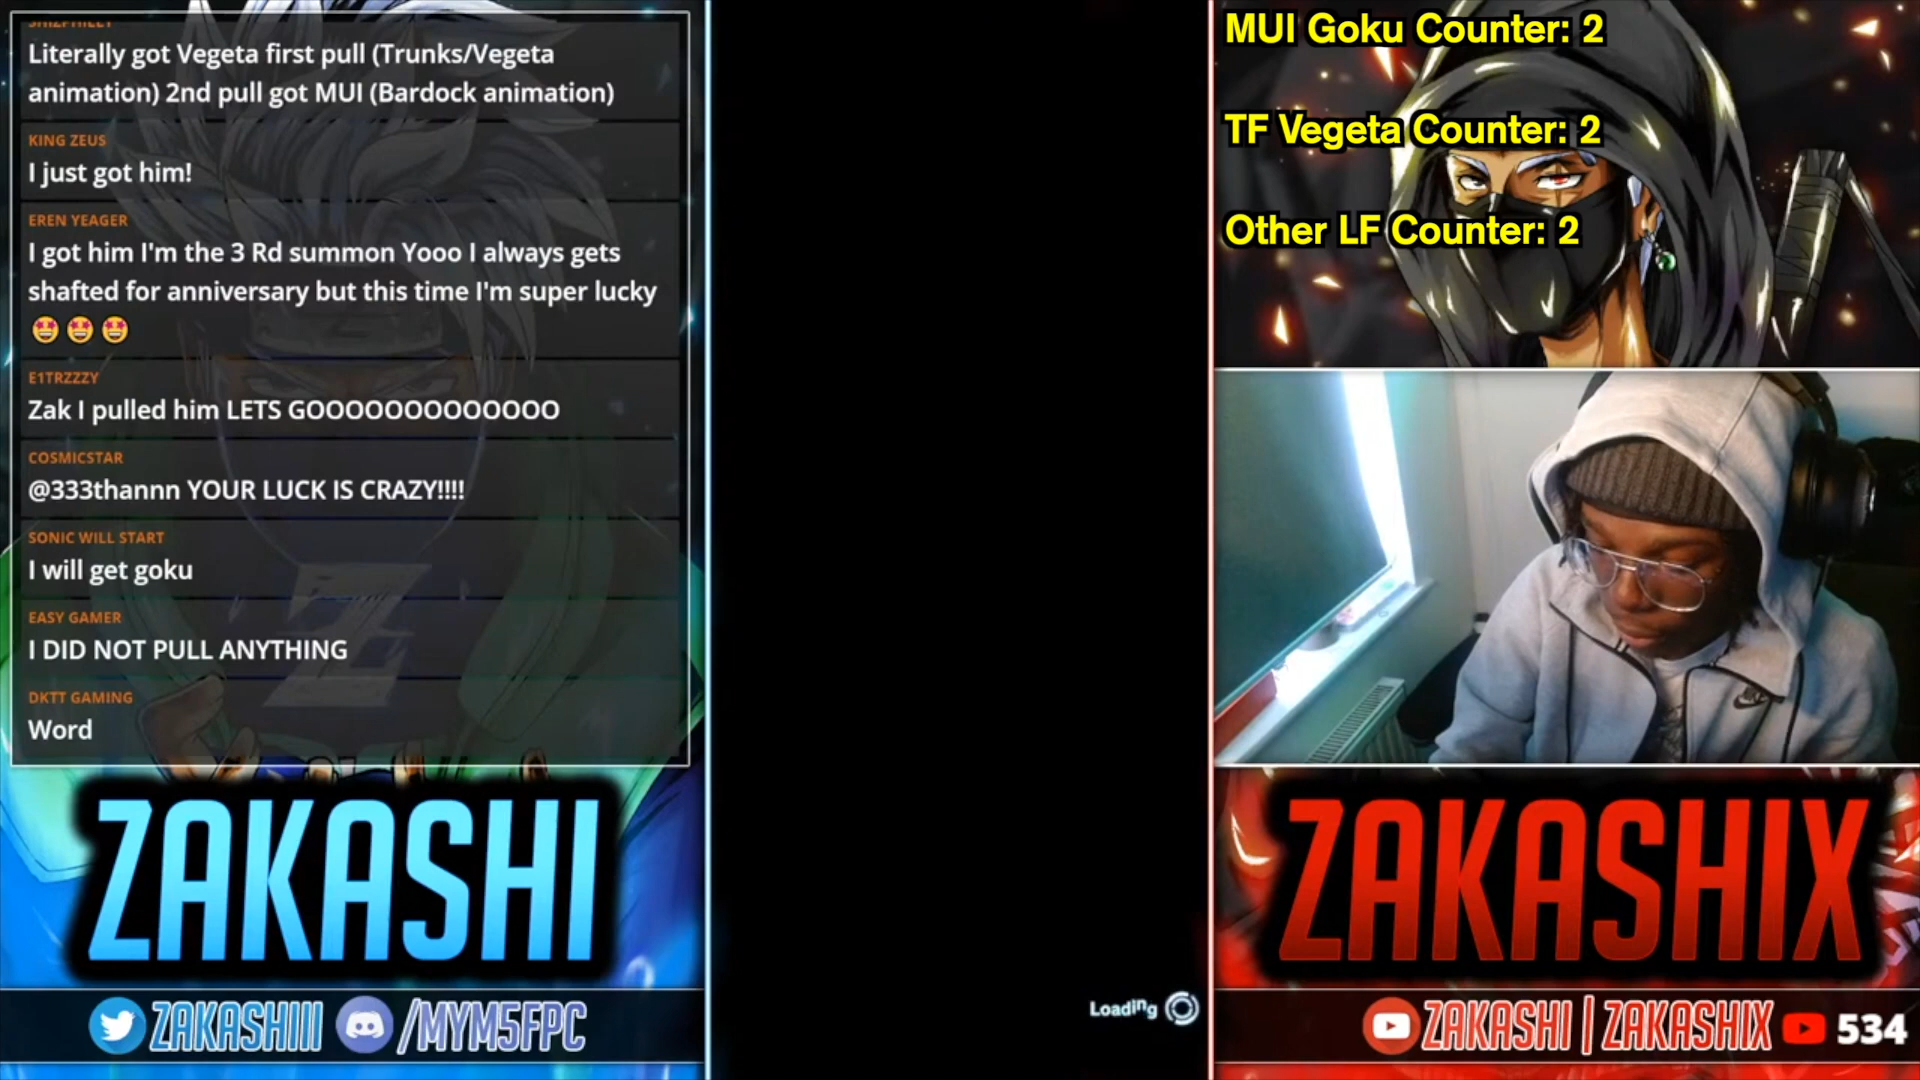 SHIZPHILLY
Literally got Vegeta first pull (Trunks/Vegeta
animation) 2nd pull got MUI (Bardock animation)
KING ZEUS
I just got him!
EREN YEAGER
I got him I'm the 3 Rd summon Yooo I always gets
shafted for anniversary but this time I'm super lucky
🤩 🤩 🤩
E1TRZZZY
Zak I pulled him LETS GOOOOOOOOOOOOO
COSMICSTAR
@333thannn YOUR LUCK IS CRAZY!!!!
SONIC WILL START
I will get goku
EASY GAMER
I DID NOT PULL ANYTHING
DKTT GAMING
Word
ZAKASHI
ZAKASHIII /MYM5FPC
Loading
MUI Goku Counter: 2
TF Vegeta Counter: 2
Other LF Counter: 2
ZAKASHIX
ZAKASHI | ZAKASHIX 534